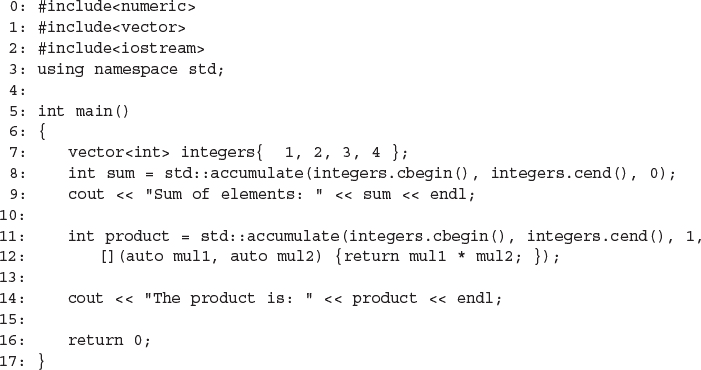 0: #include<numeric>
1: #include<vector>
2: #include<iostream>
3: using namespace std;
4:
5: int main()
6: {
7:    vector<int> integers{  1, 2, 3, 4 };
8:    int sum = std::accumulate(integers.cbegin(), integers.cend(), 0);
9:    cout << "Sum of elements: " << sum << endl;
10:
11:    int product = std::accumulate(integers.cbegin(), integers.cend(), 1,
12:       [](auto mul1, auto mul2) {return mul1 * mul2; });
13:
14:    cout << "The product is: " << product << endl;
15:
16:    return 0;
17: }